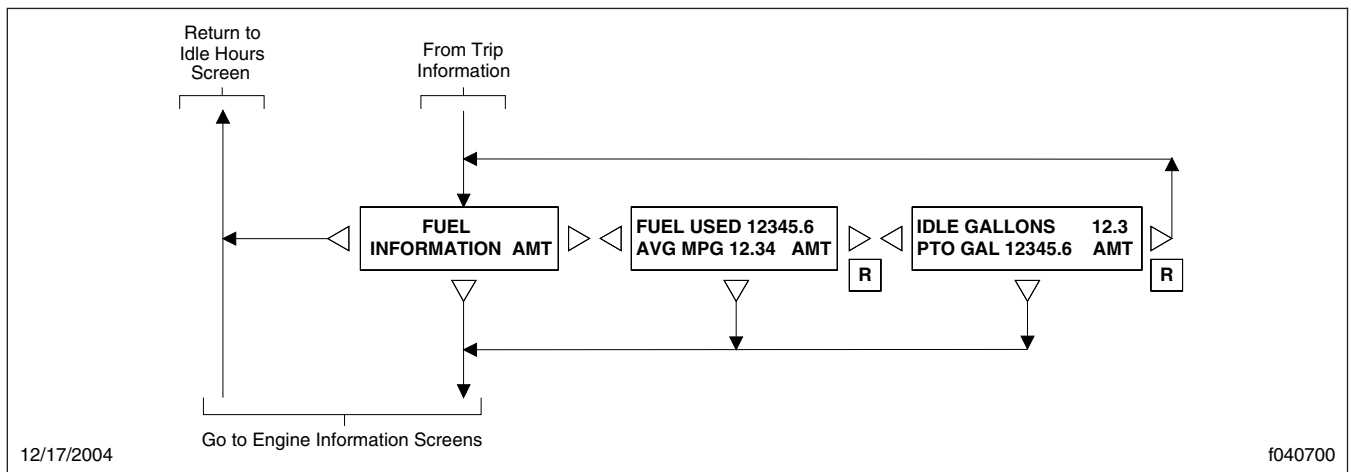 Return to
Idle Hours
Screen
From Trip
Information
FUEL
INFORMATION AMT
FUEL USED 12345.6
AVG MPG 12.34 AMT
R
IDLE GALLONS 12.3
PTO GAL 12345.6 AMT
R
Go to Engine Information Screens
12/17/2004
f040700